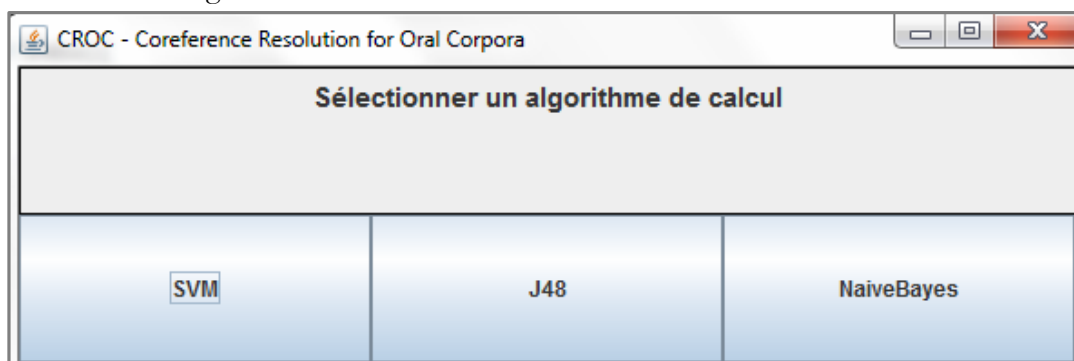 CROC - Coreference Resolution for Oral Corpora
Sélectionner un algorithme de calcul
SVM
J48
NaiveBayes